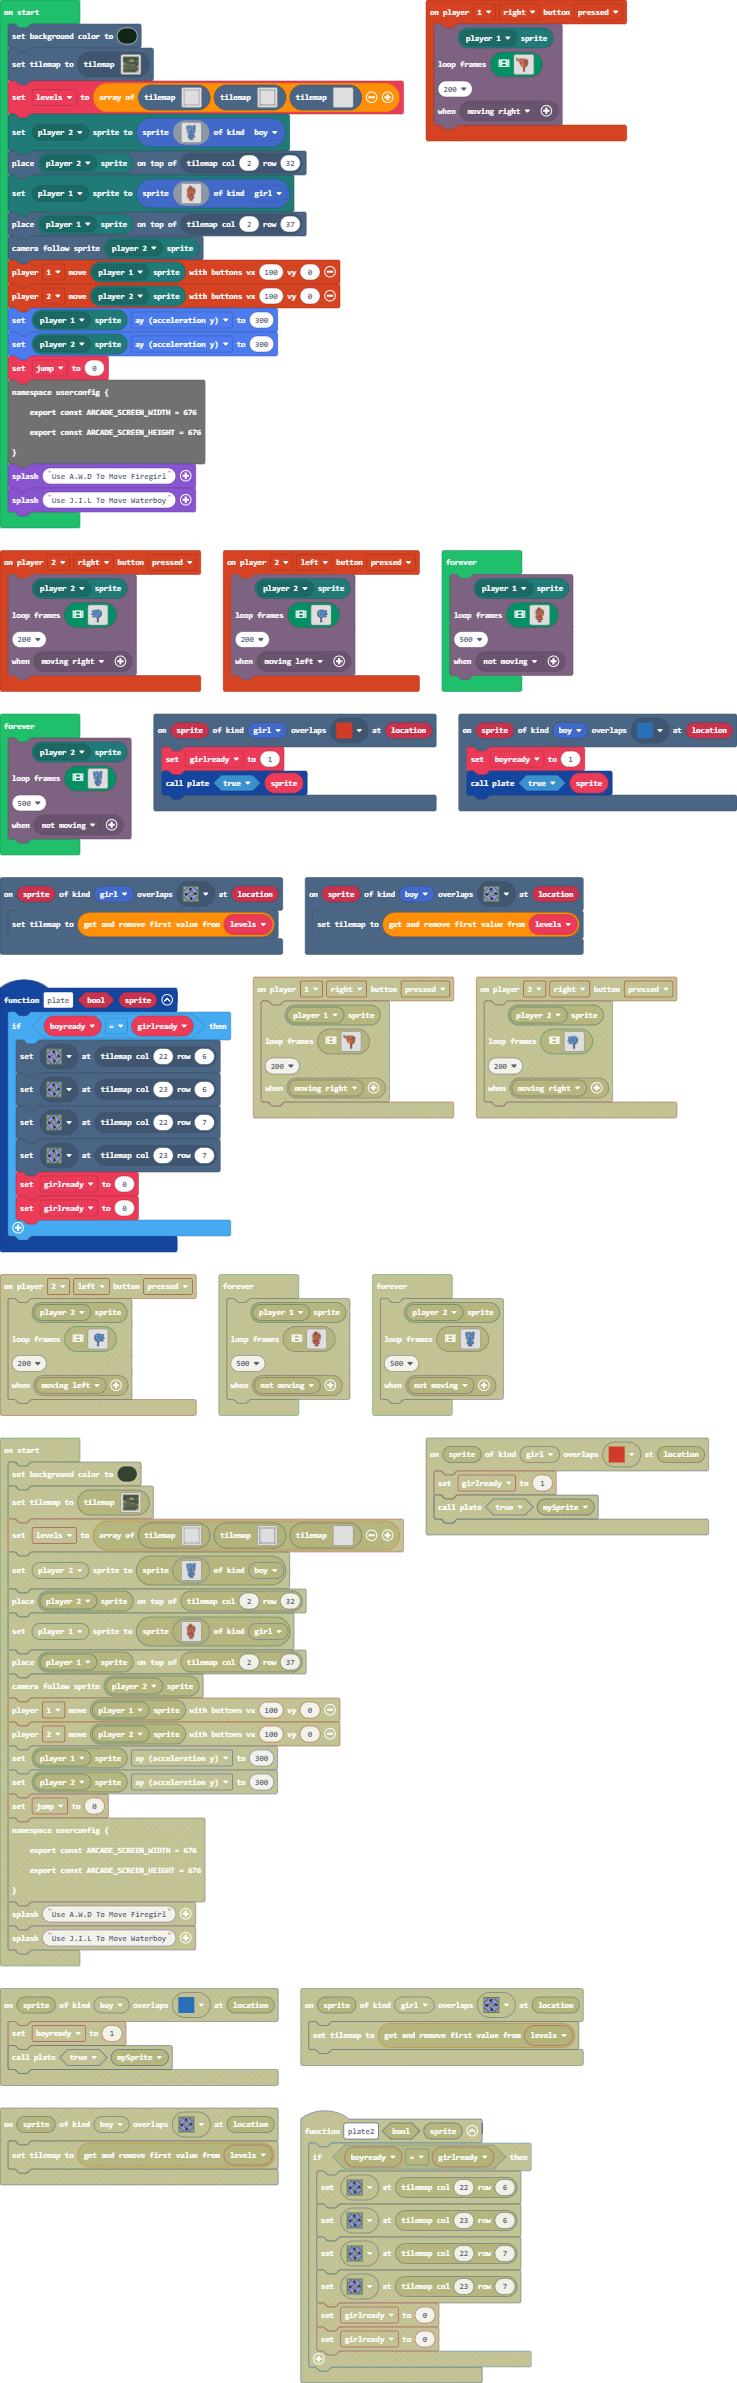 on start
set background color to
set tilemap to tilemap
set levels to array of tilemap tilemap tilemap
set player 2 sprite to sprite of kind boy
place player 2 sprite on top of tilemap col 2 row 32
set player 1 sprite to sprite of kind girl
place player 1 sprite on top of tilemap col 2 row 37
camera follow sprite player 2 sprite
player 1 move player 1 sprite with buttons vx 100 vy 0
player 2 move player 2 sprite with buttons vx 100 vy 0
set player 1 sprite ay (acceleration y) to 300
set player 2 sprite ay (acceleration y) to 300
set jump to 0
namespace userconfig {
export const ARCADE_SCREEN_WIDTH = 676
export const ARCADE_SCREEN_HEIGHT = 676
}
splash "Use A.W.D To Move Firegirl"
splash "Use J.I.L To Move Waterboy"
on player 1 right button pressed
player 1 sprite
loop frames
200
when moving right
on player 2 right button pressed
player 2 sprite
loop frames
200
when moving right
on player 2 left button pressed
player 2 sprite
loop frames
200
when moving left
forever
player 1 sprite
loop frames
500
when not moving
forever
player 2 sprite
loop frames
500
when not moving
on sprite of kind girl overlaps at location
set girlready to 1
call plate true sprite
on sprite of kind boy overlaps at location
set boyready to 1
call plate true sprite
on sprite of kind girl overlaps at location
set tilemap to get and remove first value from levels
on sprite of kind boy overlaps at location
set tilemap to get and remove first value from levels
function plate bool sprite
if boyready = girlready then
set at tilemap col 22 row 6
set at tilemap col 23 row 6
set at tilemap col 22 row 7
set at tilemap col 23 row 7
set girlready to 0
set girlready to 0
on player 1 right button pressed
player 1 sprite
loop frames
200
when moving right
on player 2 right button pressed
player 2 sprite
loop frames
200
when moving right
on player 2 left button pressed
player 2 sprite
loop frames
200
when moving left
forever
player 1 sprite
loop frames
500
when not moving
forever
player 2 sprite
loop frames
500
when not moving
on start
set background color to
set tilemap to tilemap
set levels to array of tilemap tilemap tilemap
set player 2 sprite to sprite of kind boy
place player 2 sprite on top of tilemap col 2 row 32
set player 1 sprite to sprite of kind girl
place player 1 sprite on top of tilemap col 2 row 37
camera follow sprite player 2 sprite
player 1 move player 1 sprite with buttons vx 100 vy 0
player 2 move player 2 sprite with buttons vx 100 vy 0
set player 1 sprite ay (acceleration y) to 300
set player 2 sprite ay (acceleration y) to 300
set jump to 0
namespace userconfig {
export const ARCADE_SCREEN_WIDTH = 676
export const ARCADE_SCREEN_HEIGHT = 676
}
splash "Use A.W.D To Move Firegirl"
splash "Use J.I.L To Move Waterboy"
on sprite of kind girl overlaps at location
set girlready to 1
call plate true mySprite
on sprite of kind boy overlaps at location
set boyready to 1
call plate true mySprite
on sprite of kind girl overlaps at location
set tilemap to get and remove first value from levels
on sprite of kind boy overlaps at location
set tilemap to get and remove first value from levels
function plate2 bool sprite
if boyready = girlready then
set at tilemap col 22 row 6
set at tilemap col 23 row 6
set at tilemap col 22 row 7
set at tilemap col 23 row 7
set girlready to 0
set girlready to 0